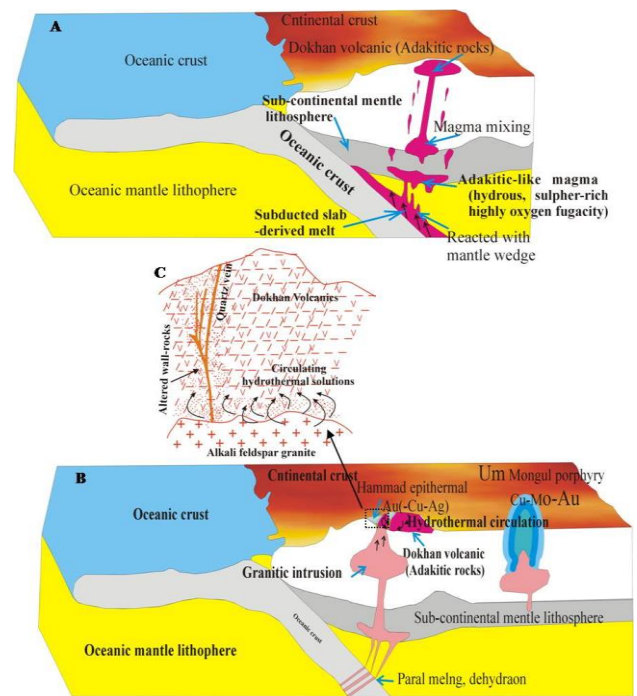 A
Cntinental crust
Oceanic crust
Dokhan volcanic (Adakitic rocks)
Sub-continental mentle
lithosphere
Magma mixing
Oceanic crust
Oceanic mantle lithophere
Adakitic-like magma
(hydrous, sulpher-rich
highly oxygen fugacity)
Subducted slab
-derived melt
Reacted with
mantle wedge
C
Quartz vein
Dokhan Volcanics
Altered wall-rocks
Circulating
hydrothermal solutions
Alkali feldspar granite
B
Cntinental crust
Um Mongul porphyry
Cu-Mo-Au
Hammad epithermal
Au(-Cu-Ag)
Oceanic crust
Hydrothermal circulation
Dokhan volcanic
(Adakitic rocks)
Granitic intrusion
Sub-continental mentle lithosphere
Oceanic crust
Oceanic mantle lithophere
Paral melng, dehydraon